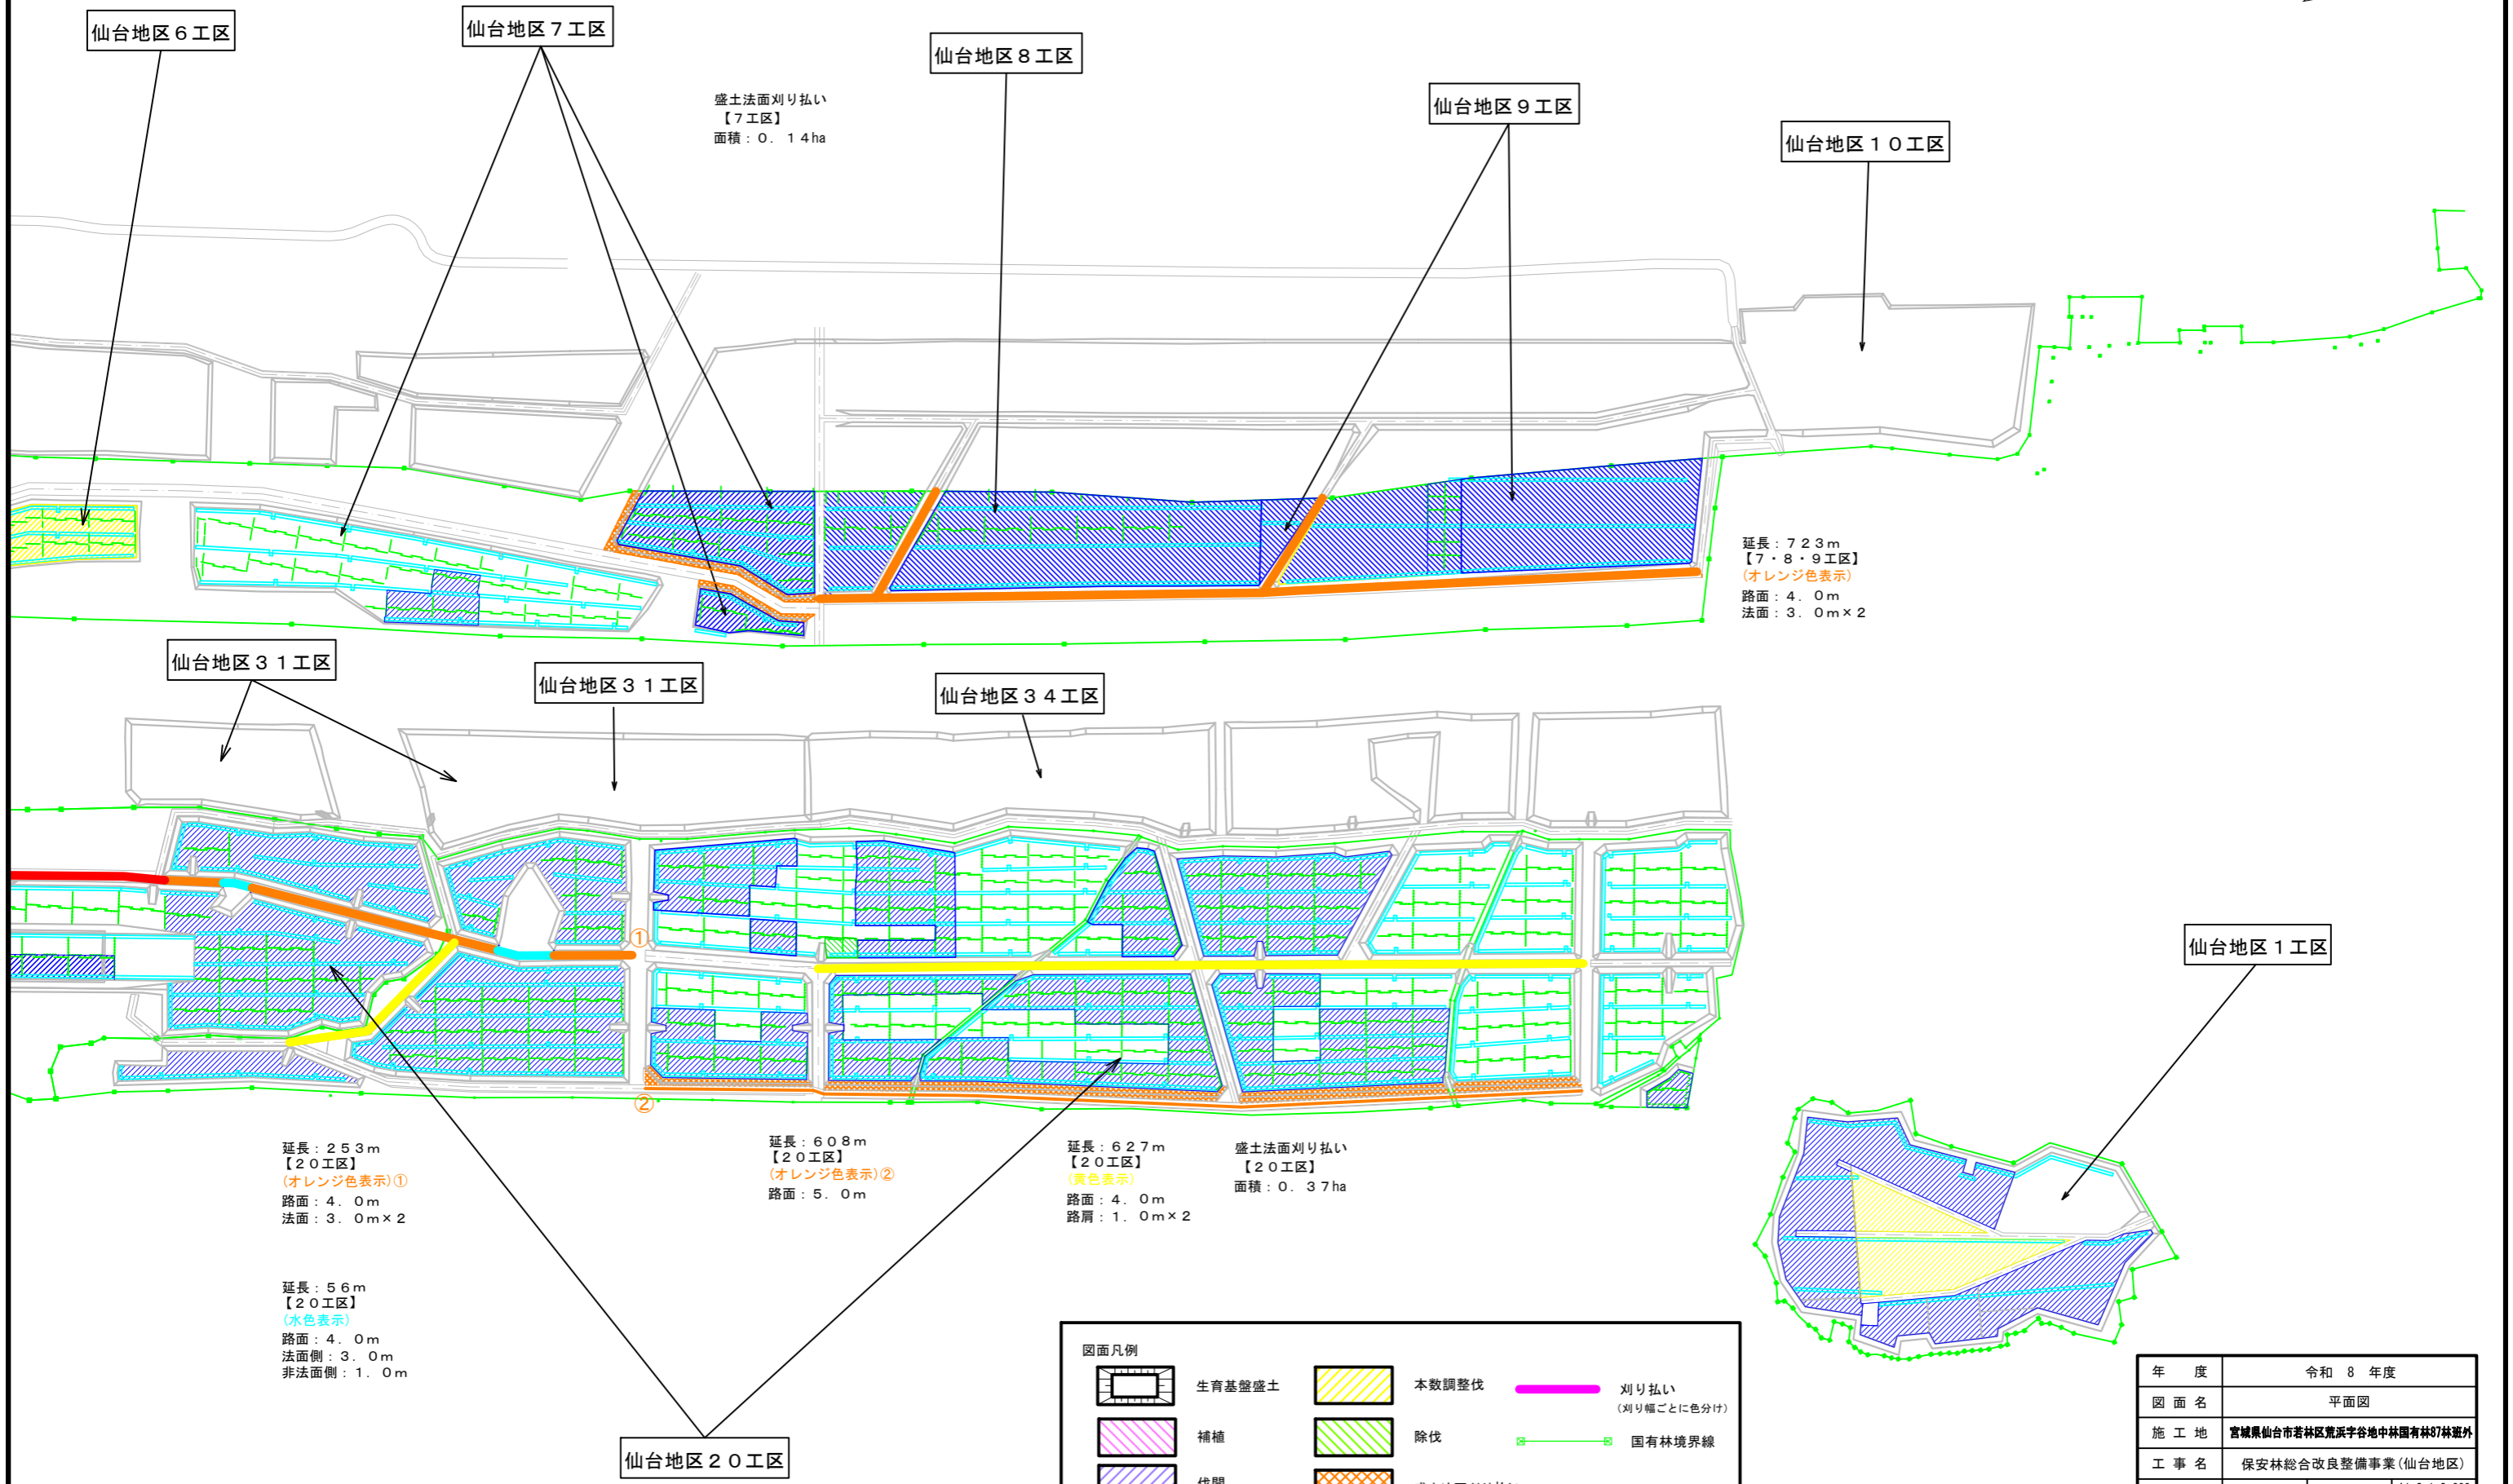 仙台地区６工区
仙台地区７工区
仙台地区８工区
仙台地区９工区
仙台地区１０工区
盛土法面刈り払い
【７工区】
面積：０．１４ha
延長：７２３ｍ
【７・８・９工区】
(オレンジ色表示)
路面：４．０ｍ
法面：３．０ｍ×２
仙台地区３１工区
仙台地区３１工区
仙台地区３４工区
仙台地区１工区
①
②
延長：２５３ｍ
【２０工区】
(オレンジ色表示)①
路面：４．０ｍ
法面：３．０ｍ×２
延長：６０８ｍ
【２０工区】
(オレンジ色表示)②
路面：５．０ｍ
延長：６２７ｍ
【２０工区】
(黄色表示)
路面：４．０ｍ
路肩：１．０ｍ×２
盛土法面刈り払い
【２０工区】
面積：０．３７ha
延長：５６ｍ
【２０工区】
(水色表示)
路面：４．０ｍ
法面側：３．０ｍ
非法面側：１．０ｍ
仙台地区２０工区
図面凡例
生育基盤盛土
本数調整伐
刈り払い
(刈り幅ごとに色分け)
補植
除伐
国有林境界線
年度 令和 ８ 年度
図面名 平面図
施工地 宮城県仙台市若林区荒浜字谷地中林国有林87林班外
工事名 保安林総合改良整備事業(仙台地区)